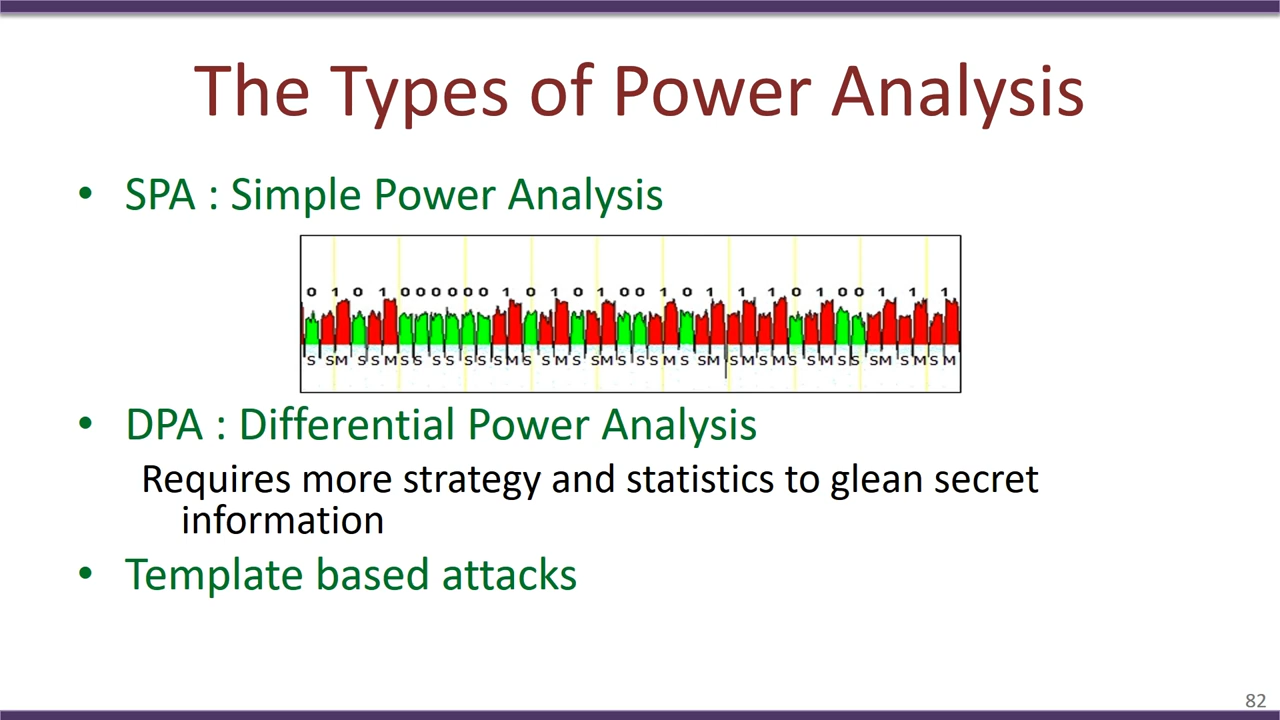 The Types of Power Analysis
• SPA : Simple Power Analysis
0 1 0 1 0 0 0 0 0 0 1 0 1 0 1 0 0 1 0 1 1 1 0 1 0 0 1 1 1
S SM S S M S S S S S S S M S S M S S M S S S M S S M S M S M S S M S S SM S M S M
• DPA : Differential Power Analysis
Requires more strategy and statistics to glean secret
information
• Template based attacks
82